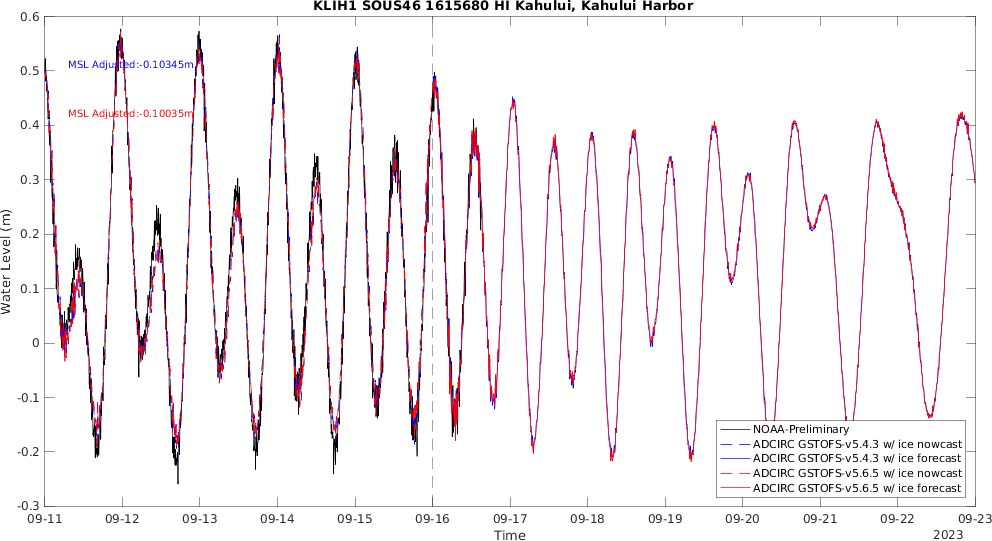 KLIH1 SOUS46 1615680 HI Kahului, Kahului Harbor
0.6
0.5
0.4
0.3
0.2
0.1
0
-0.1
-0.2
-0.3
Water Level (m)
MSL Adjusted:-0.10345m
MSL Adjusted:-0.10035m
NOAA-Preliminary
ADCIRC GSTOFS-v5.4.3 w/ ice nowcast
ADCIRC GSTOFS-v5.4.3 w/ ice forecast
ADCIRC GSTOFS-v5.6.5 w/ ice nowcast
ADCIRC GSTOFS-v5.6.5 w/ ice forecast
09-11 09-12 09-13 09-14 09-15 09-16 09-17 09-18 09-19 09-20 09-21 09-22 09-23
Time
2023